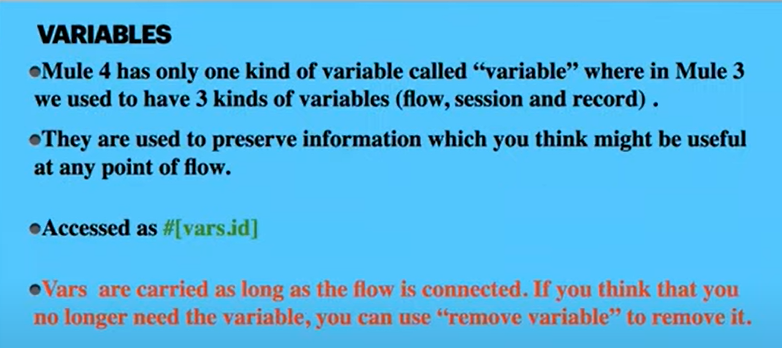 VARIABLES
•Mule 4 has only one kind of variable called “variable” where in Mule 3
we used to have 3 kinds of variables (flow, session and record) .
•They are used to preserve information which you think might be useful
at any point of flow.
•Accessed as #[vars.id]
•Vars are carried as long as the flow is connected. If you think that you
no longer need the variable, you can use “remove variable” to remove it.